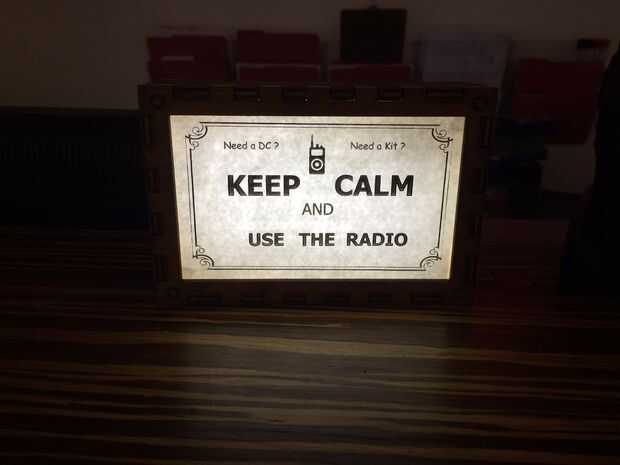 Need a DC ? Need a Kit ?
KEEP CALM
AND
USE THE RADIO